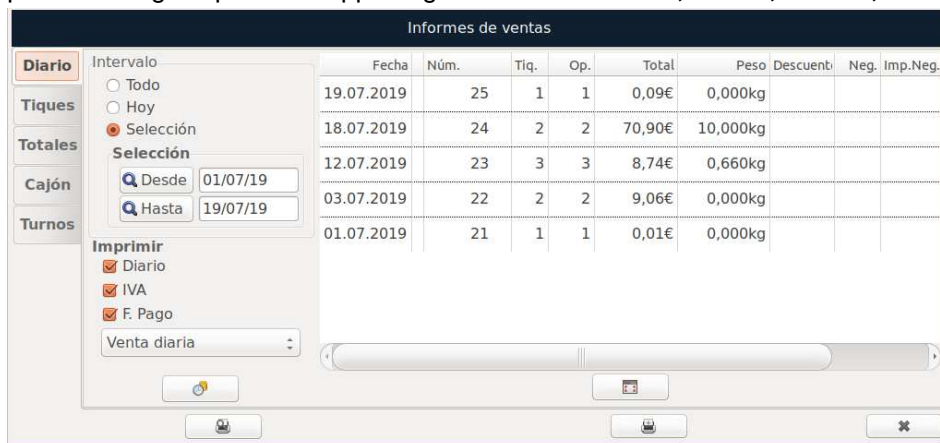 Informes de ventas
Diario
Tiques
Totales
Cajón
Turnos
Intervalo
Todo
Hoy
Selección
Selección
Desde 01/07/19
Hasta 19/07/19
Imprimir
Diario
IVA
F. Pago
Venta diaria
Fecha Núm. Tiq. Op. Total Peso Descuent Neg. Imp.Neg.
19.07.2019 25 1 1 0,09€ 0,000kg
18.07.2019 24 2 2 70,90€ 10,000kg
12.07.2019 23 3 3 8,74€ 0,660kg
03.07.2019 22 2 2 9,06€ 0,000kg
01.07.2019 21 1 1 0,01€ 0,000kg